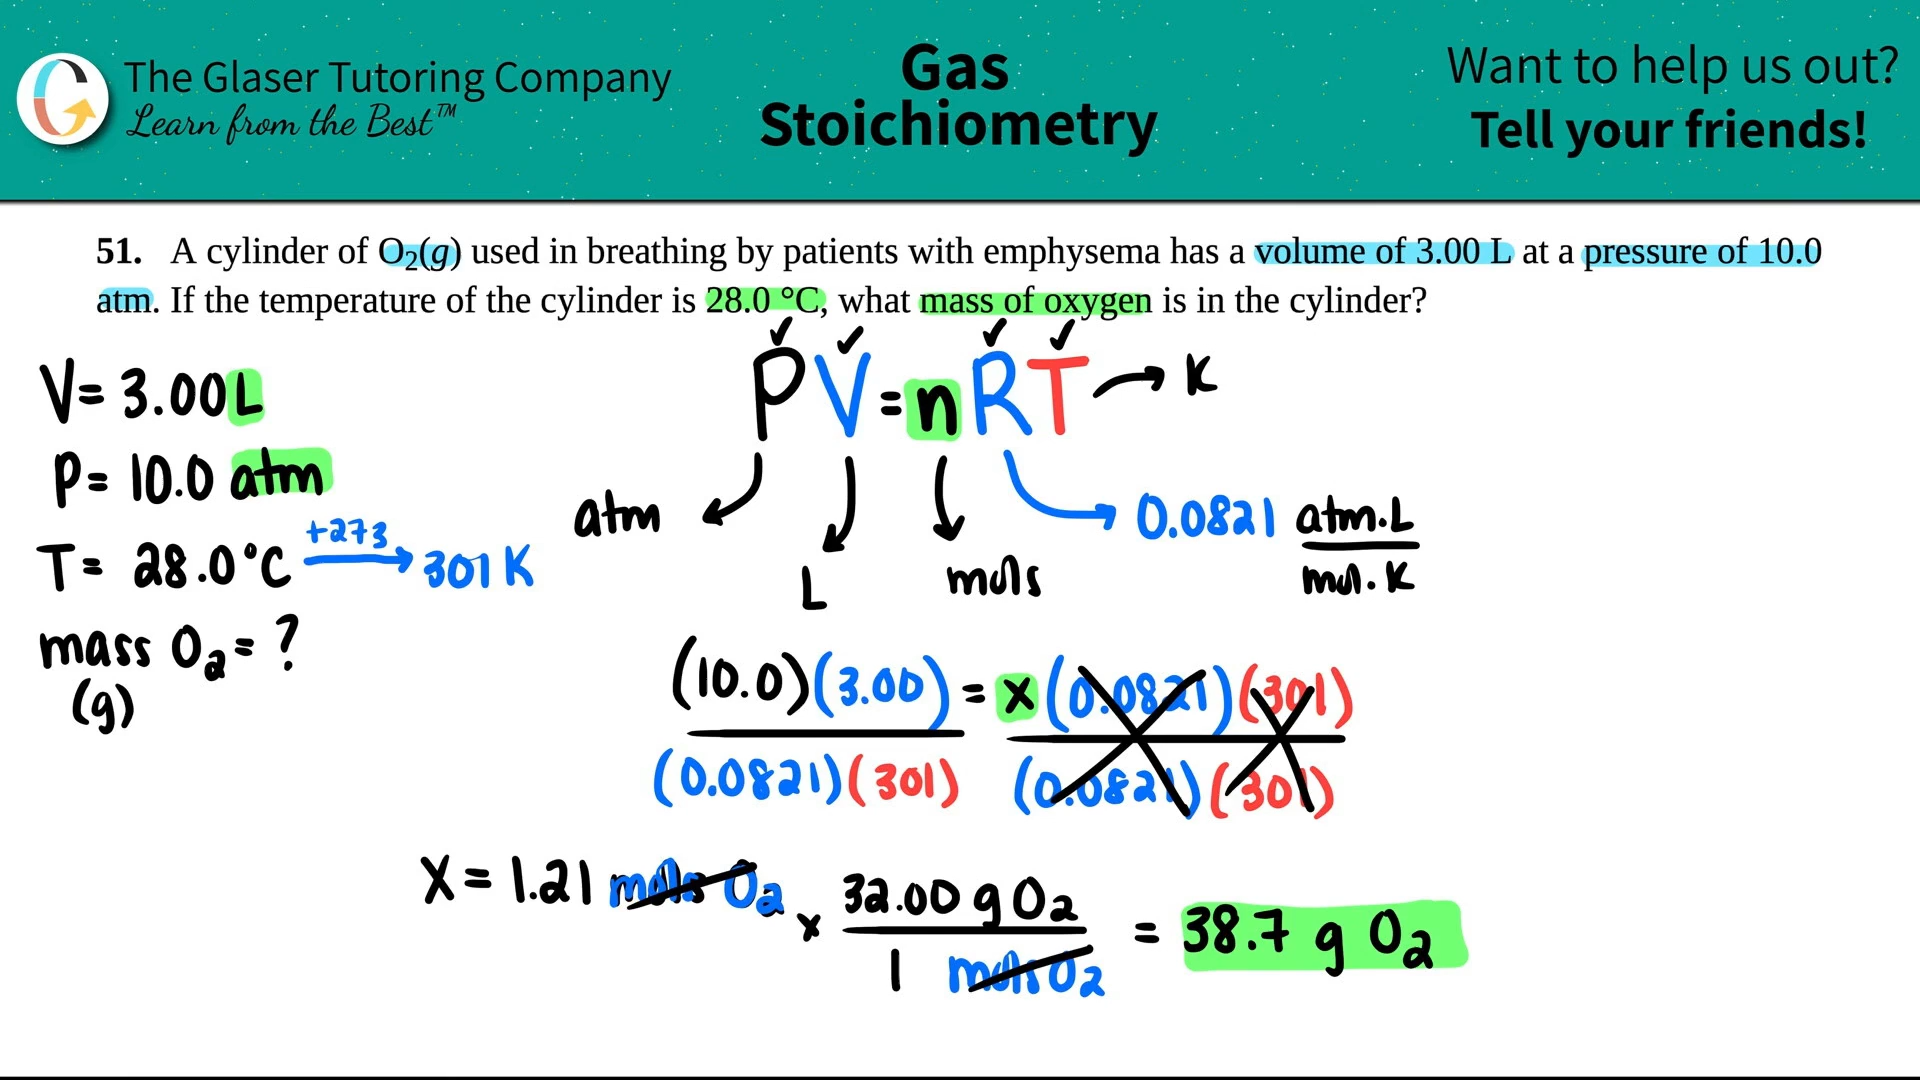 The Glaser Tutoring Company
Learn from the Best™
Gas
Stoichiometry
Want to help us out?
Tell your friends!
51. A cylinder of O₂(g) used in breathing by patients with emphysema has a volume of 3.00 L at a pressure of 10.0
atm. If the temperature of the cylinder is 28.0 °C, what mass of oxygen is in the cylinder?
V= 3.00 L
P= 10.0 atm
T= 28.0°C +273 → 301 K
mass O₂ = ?
(g)
✓ ✓ ✓ ✓
PV = nRT → K
atm
L
mols
0.0821 atm·L
mol·K
(10.0)(3.00) = x(0.0821)(301)
(0.0821)(301) (0.0821)(301)
X = 1.21 mols O₂ x 32.00 g O₂ = 38.7 g O₂
1 mols O₂